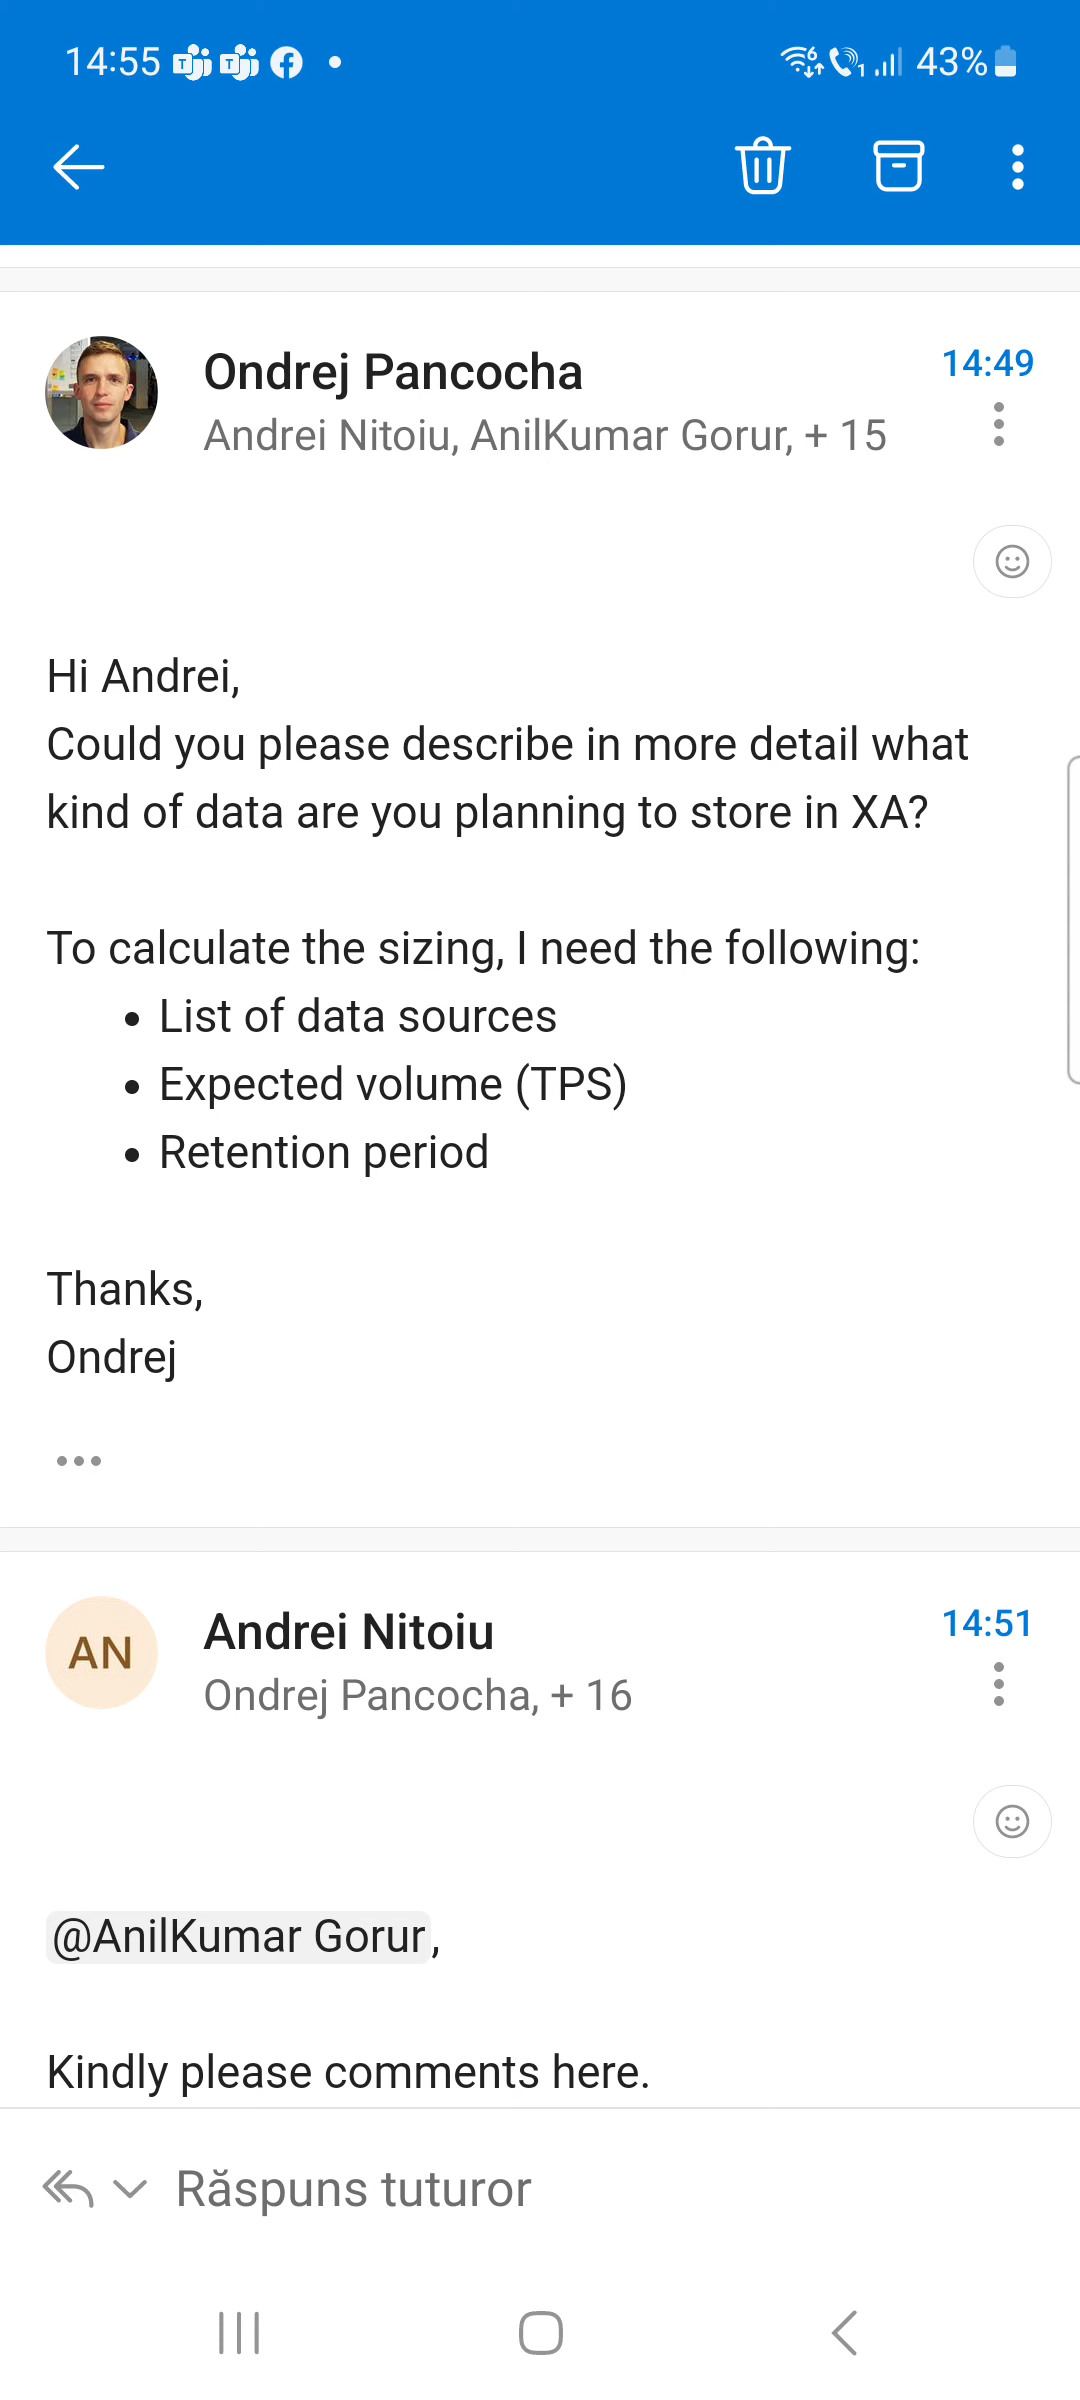 14:55
43%
Ondrej Pancocha
14:49
Andrei Nitoiu, AnilKumar Gorur, + 15
Hi Andrei,
Could you please describe in more detail what
kind of data are you planning to store in XA?
To calculate the sizing, I need the following:
• List of data sources
• Expected volume (TPS)
• Retention period
Thanks,
Ondrej
AN
Andrei Nitoiu
14:51
Ondrej Pancocha, + 16
@AnilKumar Gorur,
Kindly please comments here.
Răspuns tuturor